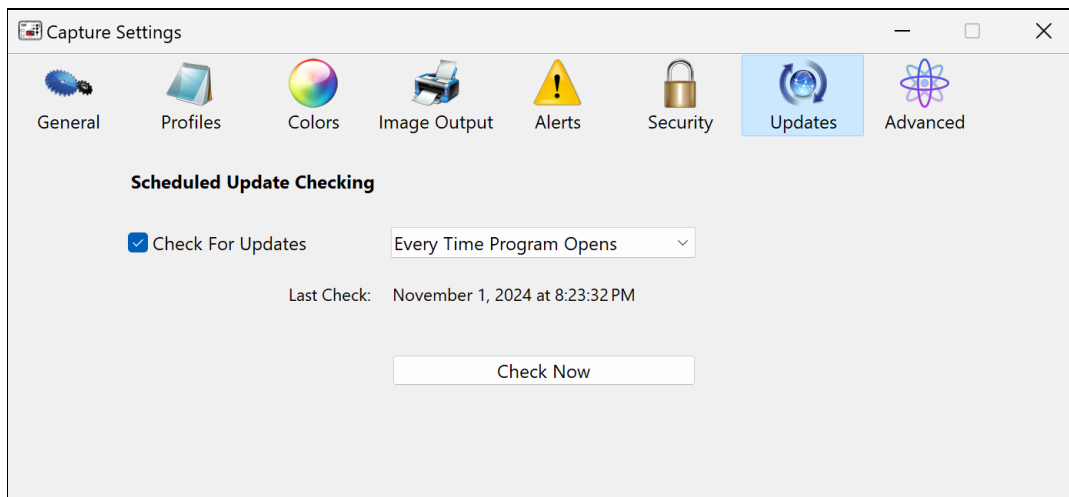 Capture Settings
General Profiles Colors Image Output Alerts Security Updates Advanced
Scheduled Update Checking
Check For Updates Every Time Program Opens
Last Check: November 1, 2024 at 8:23:32 PM
Check Now